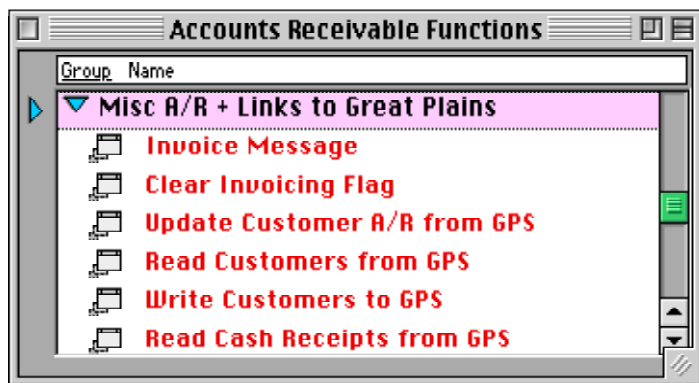 Accounts Receivable Functions
Group Name
Misc A/R + Links to Great Plains
Invoice Message
Clear Invoicing Flag
Update Customer A/R from GPS
Read Customers from GPS
Write Customers to GPS
Read Cash Receipts from GPS